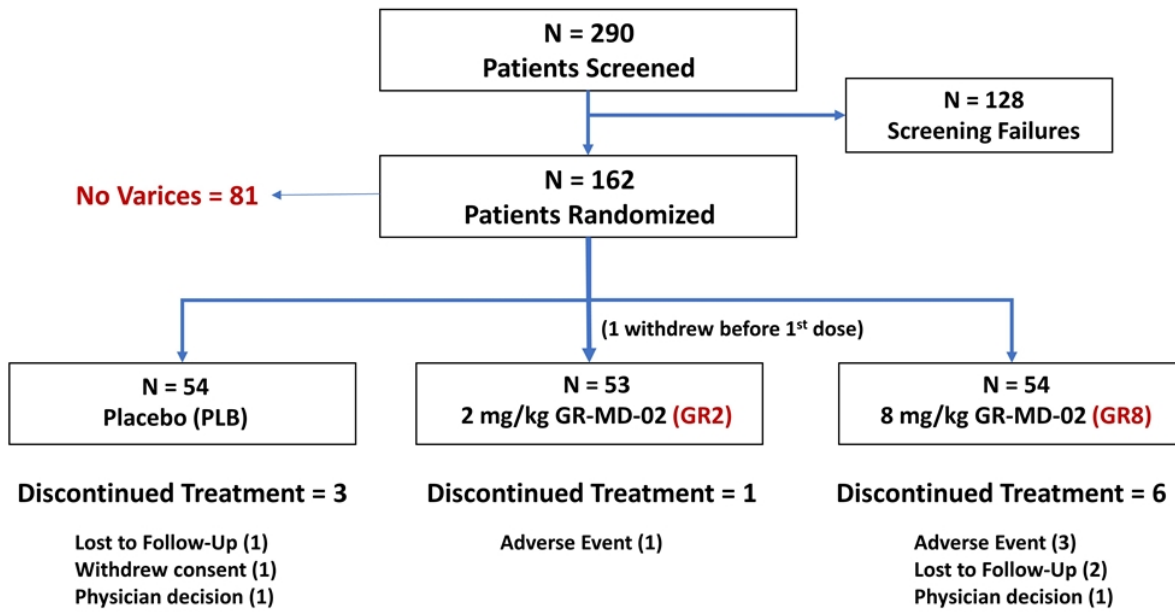 N = 290
Patients Screened
N = 128
Screening Failures
No Varices = 81
N = 162
Patients Randomized
(1 withdrew before 1st dose)
N = 54
Placebo (PLB)
N = 53
2 mg/kg GR-MD-02 (GR2)
N = 54
8 mg/kg GR-MD-02 (GR8)
Discontinued Treatment = 3
Lost to Follow-Up (1)
Withdrew consent (1)
Physician decision (1)
Discontinued Treatment = 1
Adverse Event (1)
Discontinued Treatment = 6
Adverse Event (3)
Lost to Follow-Up (2)
Physician decision (1)